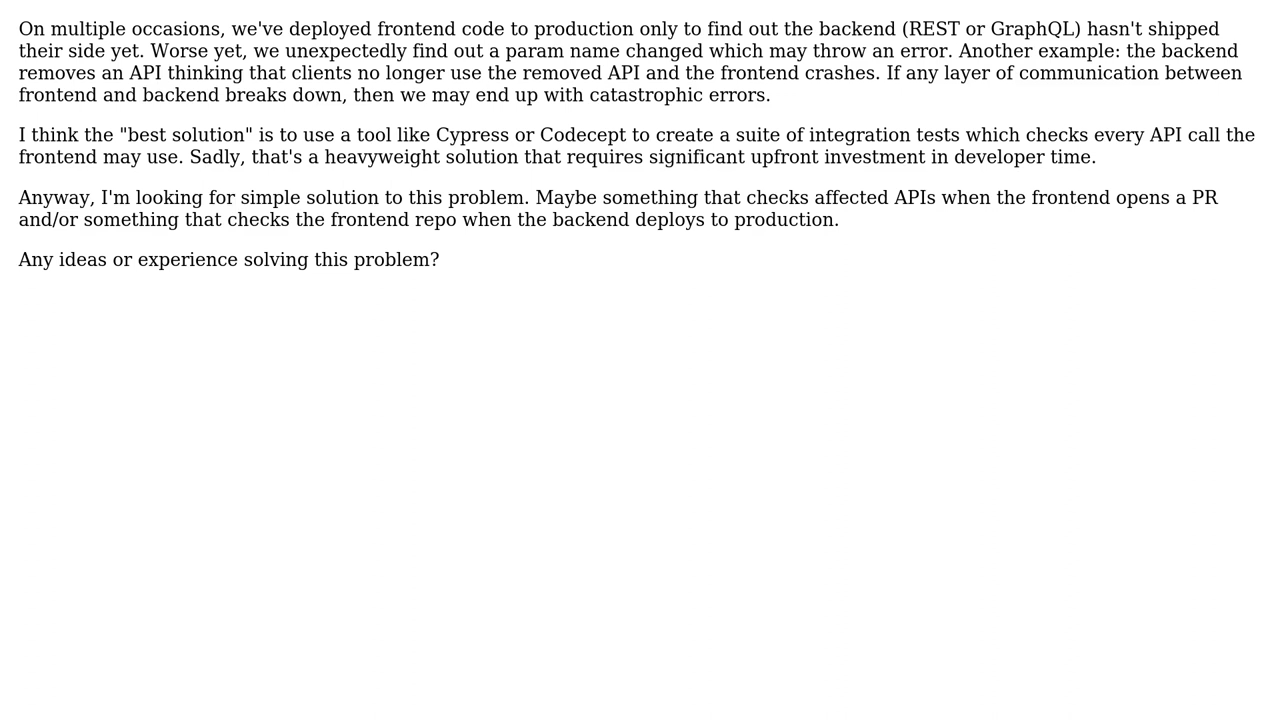 On multiple occasions, we've deployed frontend code to production only to find out the backend (REST or GraphQL) hasn't shipped
their side yet. Worse yet, we unexpectedly find out a param name changed which may throw an error. Another example: the backend
removes an API thinking that clients no longer use the removed API and the frontend crashes. If any layer of communication between
frontend and backend breaks down, then we may end up with catastrophic errors.
I think the "best solution" is to use a tool like Cypress or Codecept to create a suite of integration tests which checks every API call the
frontend may use. Sadly, that's a heavyweight solution that requires significant upfront investment in developer time.
Anyway, I'm looking for simple solution to this problem. Maybe something that checks affected APIs when the frontend opens a PR
and/or something that checks the frontend repo when the backend deploys to production.
Any ideas or experience solving this problem?